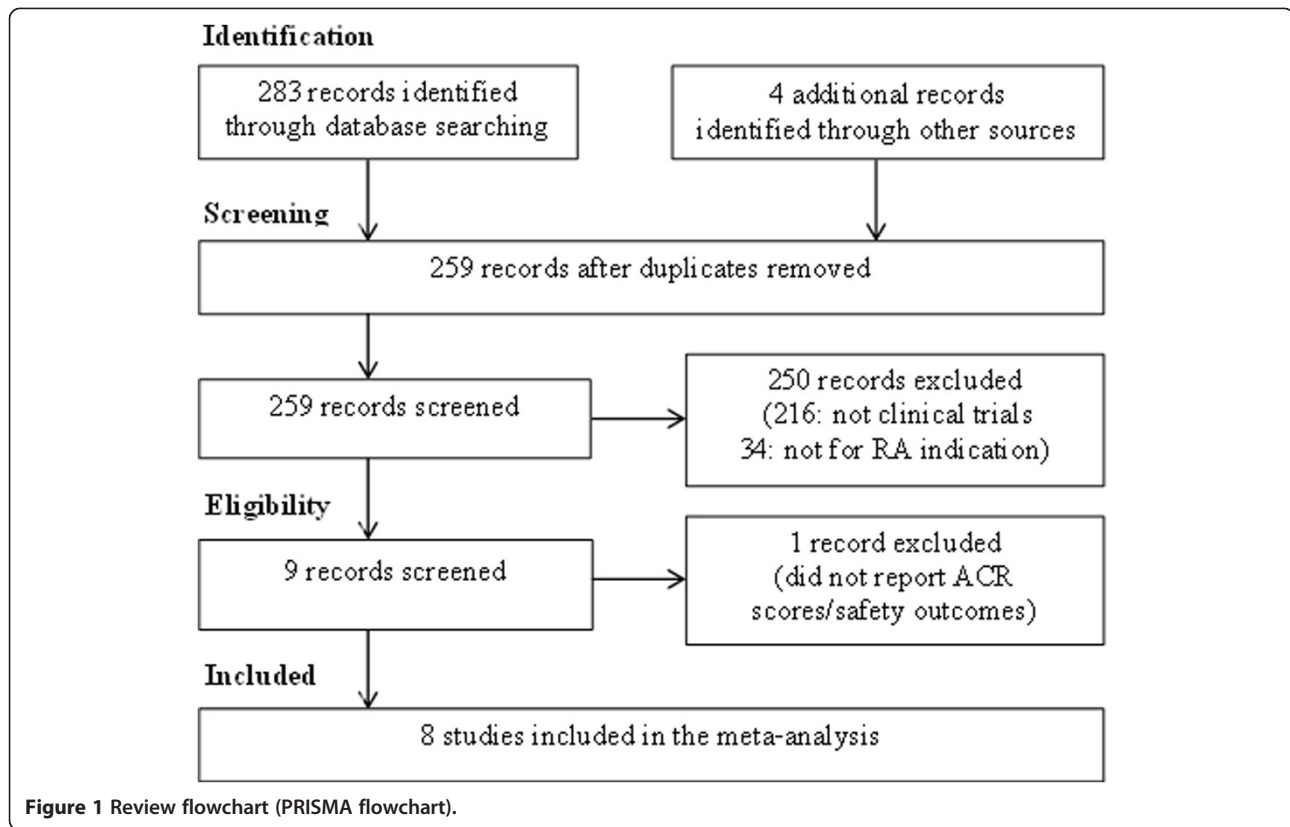 Identification
283 records identified
through database searching
4 additional records
identified through other sources
Screening
259 records after duplicates removed
259 records screened
250 records excluded
(216: not clinical trials
34: not for RA indication)
Eligibility
9 records screened
1 record excluded
(did not report ACR
scores/safety outcomes)
Included
8 studies included in the meta-analysis
Figure 1 Review flowchart (PRISMA flowchart).